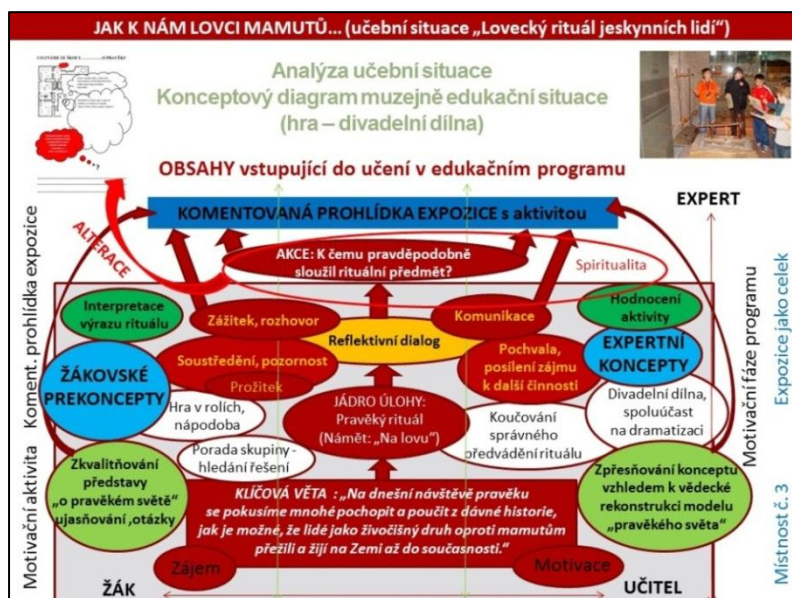 JAK K NÁM LOVCI MAMUTŮ... (učební situace „Lovecký rituál jeskynních lidí“)
Analýza učební situace
Konceptový diagram muzejně edukační situace
(hra – divadelní dílna)
OBSAHY vstupující do učení v edukačním programu
EXPERT
KOMENTOVANÁ PROHLÍDKA EXPOZICE s aktivitou
ALTERACE
AKCE: K čemu pravděpodobně
sloužil rituální předmět?
Spiritualita
Interpretace
výrazu rituálu
Zážitek, rozhovor
Komunikace
Hodnocení
aktivity
Reflektivní dialog
Soustředění, pozornost
Prožitek
Pochvala,
posílení zájmu
k další činnosti
EXPERTNÍ
KONCEPTY
ŽÁKOVSKÉ
PREKONCEPTY
Hra v rolích,
nápodoba
JÁDRO ÚLOHY:
Pravěký rituál
(Námět: „Na lovu“)
Koučování
správného
předvádění rituálu
Divadelní dílna,
spoluúčast
na dramatizaci
Porada skupiny -
hledání řešení
Zkvalitňování
představy
„o pravěkém světě“
ujasňování ,otázky
KLÍČOVÁ VĚTA : „Na dnešní návštěvě pravěku
se pokusíme mnohé pochopit a poučit z dávné historie,
jak je možné, že lidé jako živočišný druh oproti mamutům
přežili a žijí na Zemi až do současnosti.“
Zpřesňování konceptu
vzhledem k vědecké
rekonstrukci modelu
„pravěkého světa“
Zájem
Motivace
ŽÁK
UČITEL
Motivační aktivita
Koment. prohlídka expozice
Motivační fáze programu
Místnost č. 3
Expozice jako celek